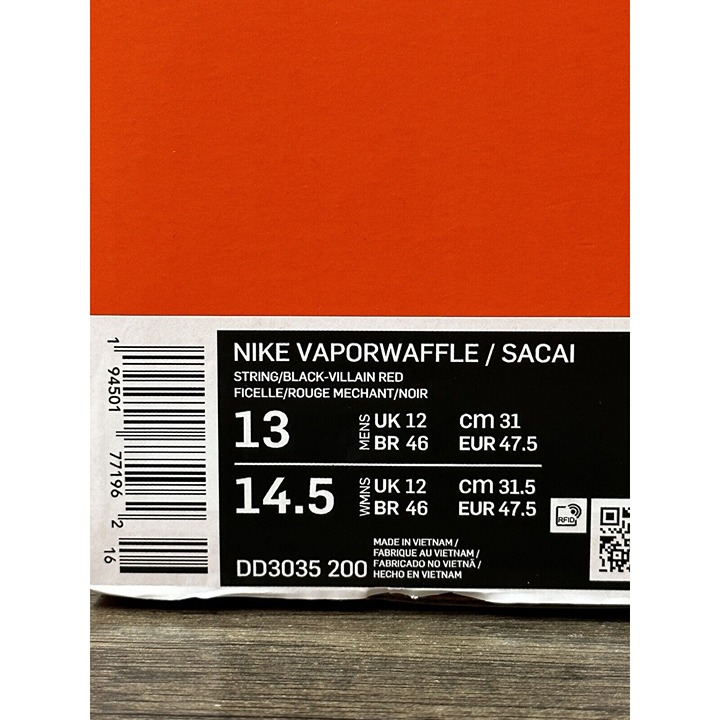 NIKE VAPORWAFFLE / SACAI
STRING/BLACK-VILLAIN RED
FICELLE/ROUGE MECHANT/NOIR
13 MENS UK 12 cm 31
BR 46 EUR 47.5
14.5 WMNS UK 12 cm 31.5
BR 46 EUR 47.5
RFID
DD3035 200
MADE IN VIETNAM /
FABRIQUE AU VIETNAM /
FABRICADO NO VIETNÃ /
HECHO EN VIETNAM
1 94501 77196 2 16